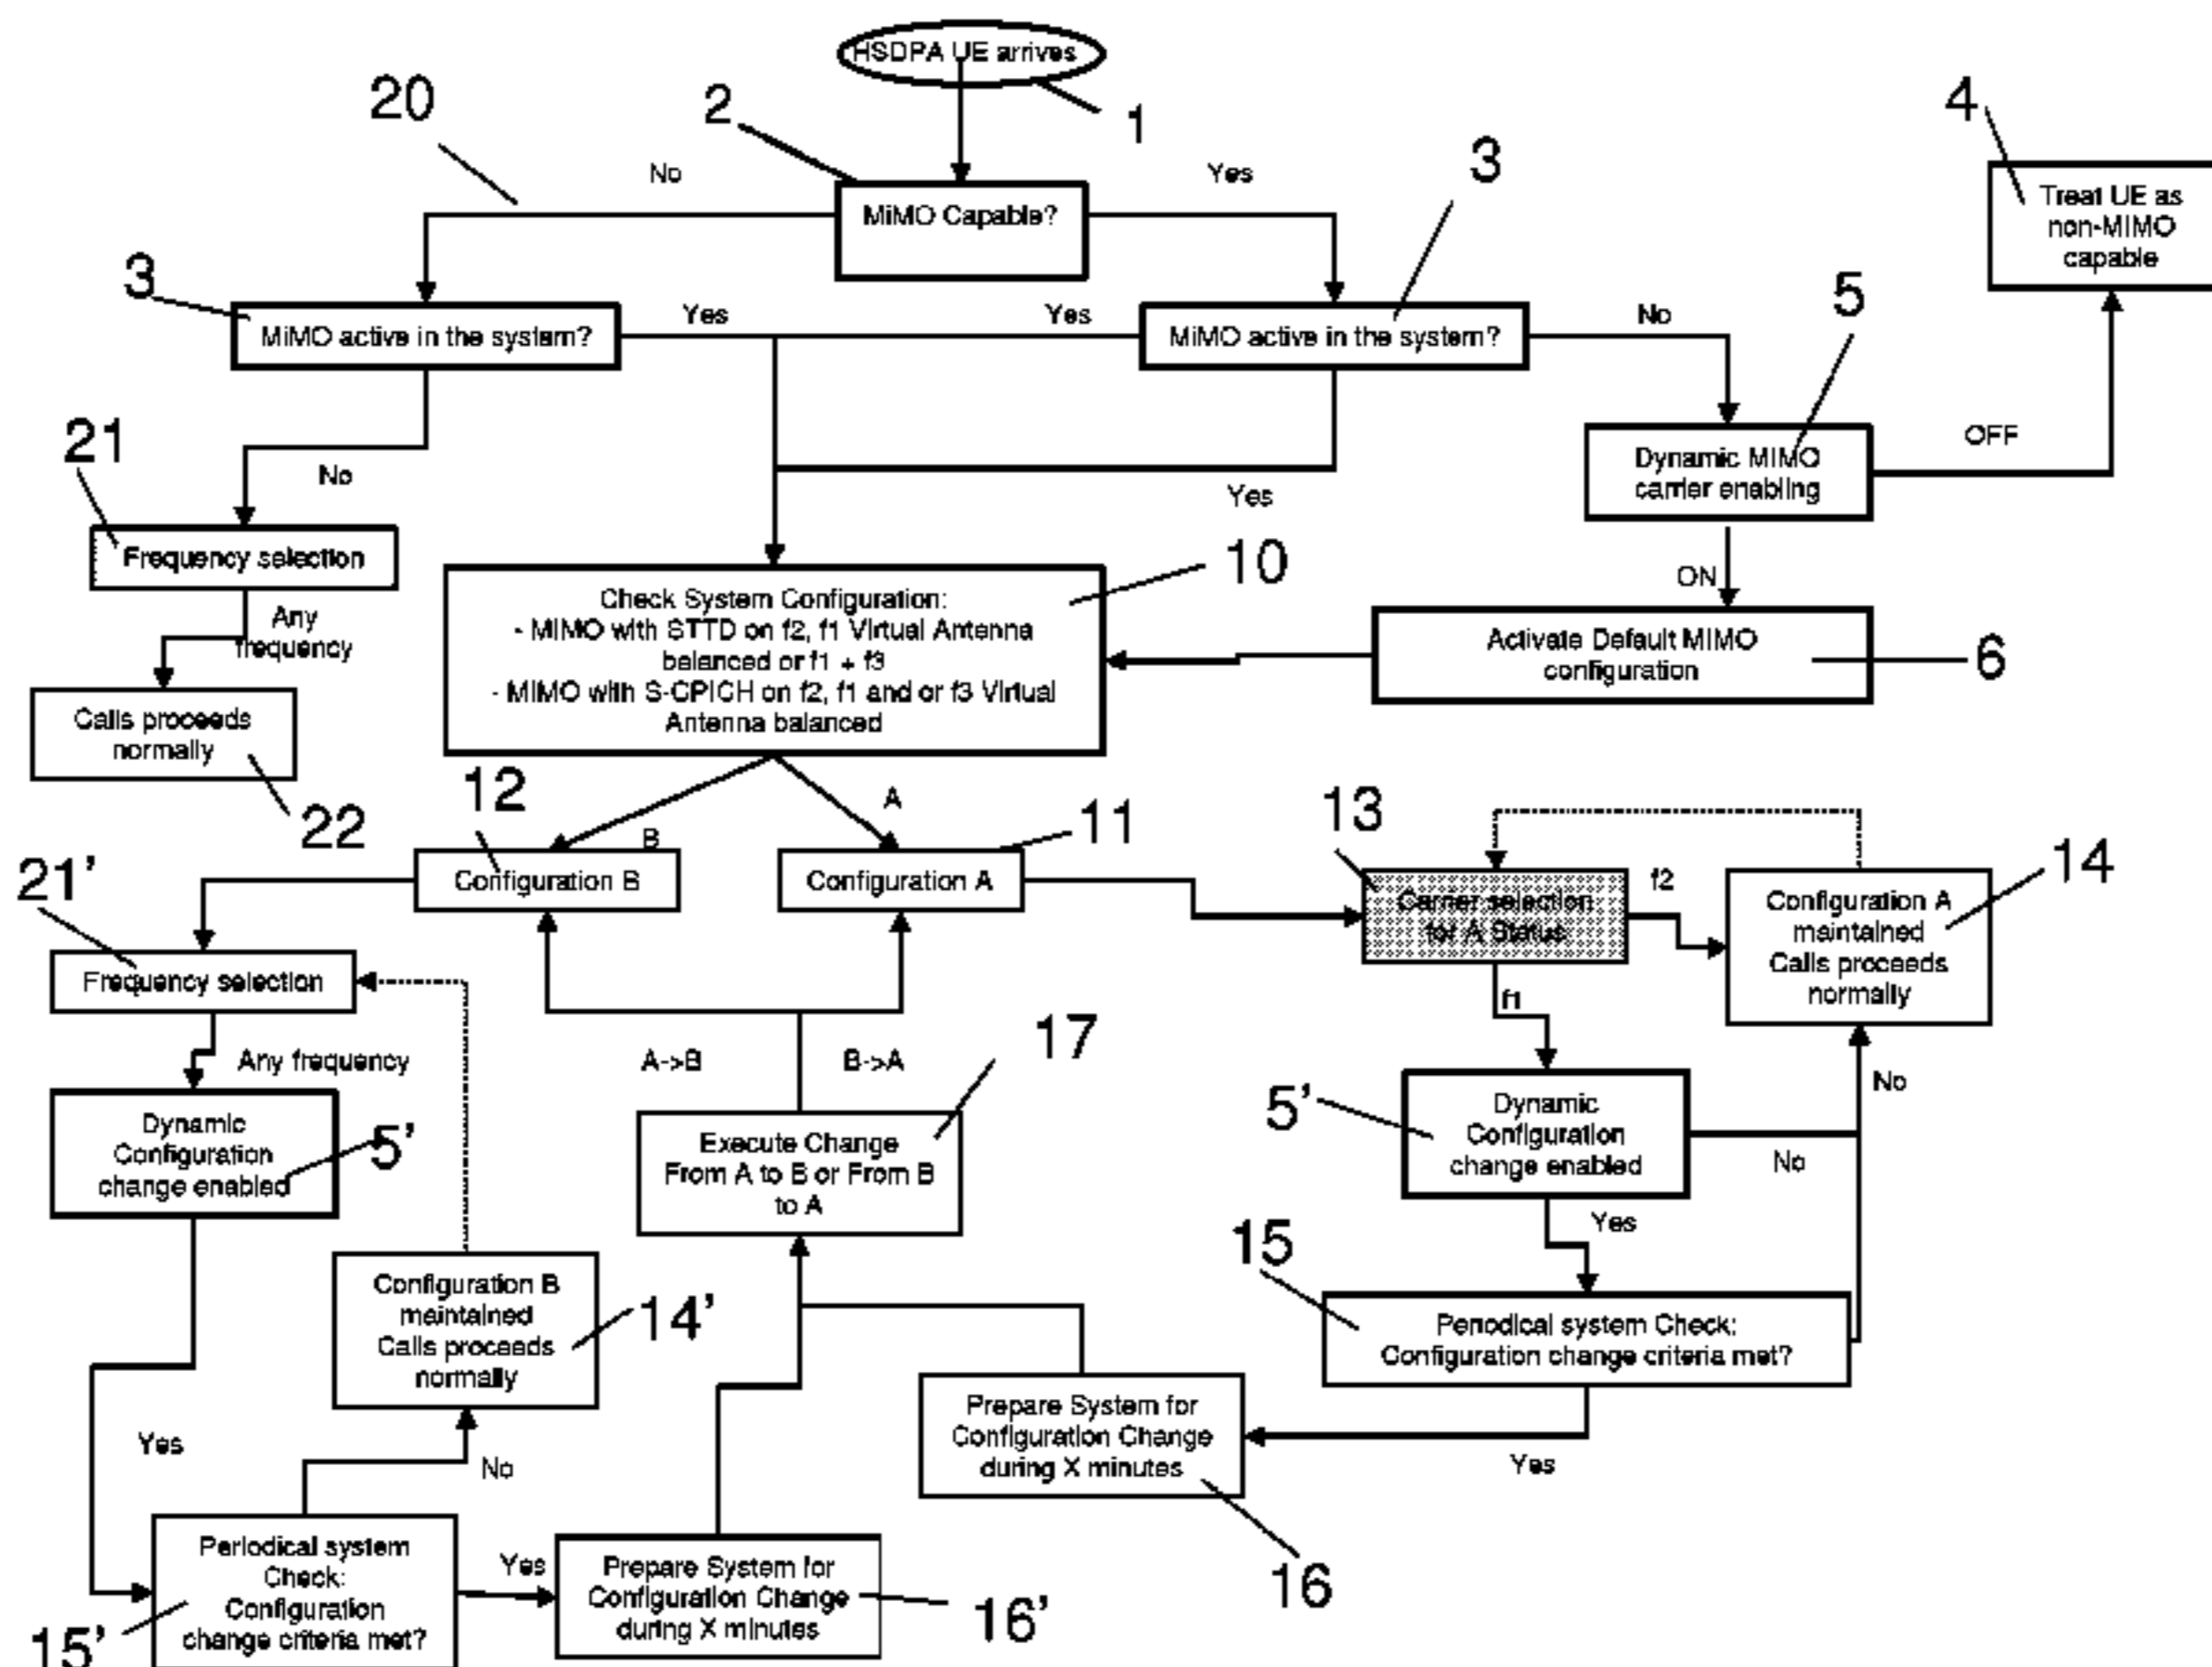 HSDPA UE arrives
1
20
2
4
No
Yes
3
MiMO Capable?
Treat UE as
non-MIMO
capable
3
5
MiMO active in the system?
Yes
Yes
MiMO active in the system?
No
OFF
21
No
Dynamic MIMO
carrier enabling
Yes
Frequency selection
10
ON
Check System Configuration:
- MIMO with STTD on f2, f1 Virtual Antenna
balanced or f1 + f3
- MIMO with S-CPICH on f2, f1 and or f3 Virtual
Antenna balanced
Activate Default MIMO
configuration
6
Any
frequency
Calls proceeds
normally
22
12
A
11
13
B
21'
Configuration B
Configuration A
Carrier selection
for A Status
f2
Configuration A
maintained
Calls proceeds
normally
14
Frequency selection
f1
17
Any frequency
A->B
B->A
No
Dynamic
Configuration
change enabled
5'
Execute Change
From A to B or From B
to A
5'
Dynamic
Configuration
change enabled
No
Yes
15
Configuration B
maintained
Calls proceeds
normally
14'
Periodical system Check:
Configuration change criteria met?
Prepare System for
Configuration Change
during X minutes
Yes
No
Yes
16
Periodical system
Check:
Configuration
change criteria met?
15'
Yes
Prepare System for
Configuration Change
during X minutes
16'